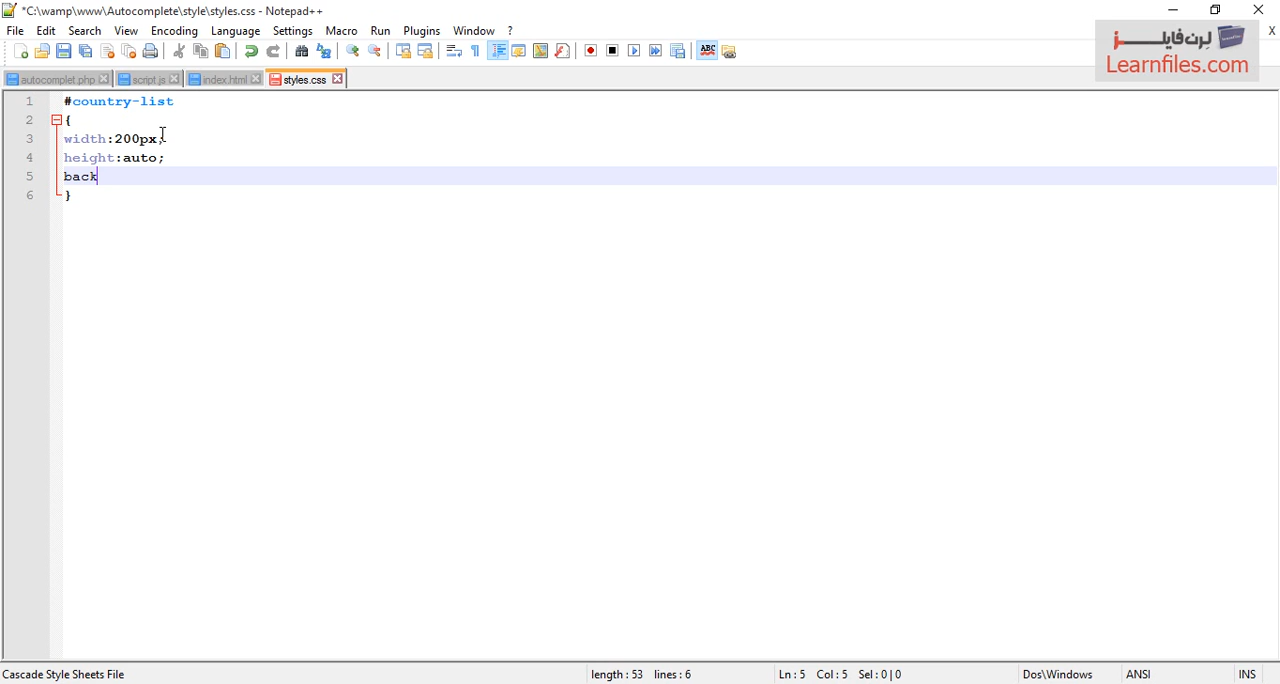 *C:\wamp\www\Autocomplete\style\styles.css - Notepad++
File Edit Search View Encoding Language Settings Macro Run Plugins Window ? X
لرن فایلز
Learnfiles.com
autocomplet.php script.js index.html styles.css
1 #country-list
2 {
3 width:200px;
4 height:auto;
5 back
6 }
Cascade Style Sheets File length : 53 lines : 6 Ln : 5 Col : 5 Sel : 0 | 0 Dos\Windows ANSI INS